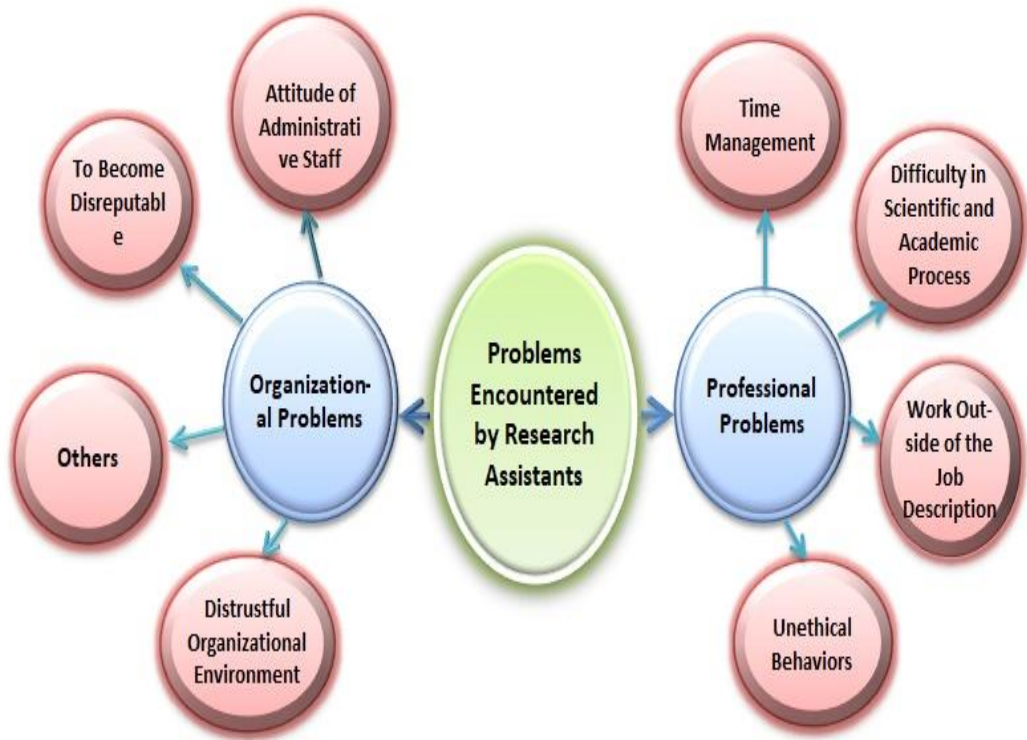 Attitude of
Administrati
ve Staff
To Become
Disreputabl
e
Organization-
al Problems
Others
Distrustful
Organizational
Environment
Problems
Encountered
by Research
Assistants
Time
Management
Difficulty in
Scientific and
Academic
Process
Professional
Problems
Work Out-
side of the
Job
Description
Unethical
Behaviors